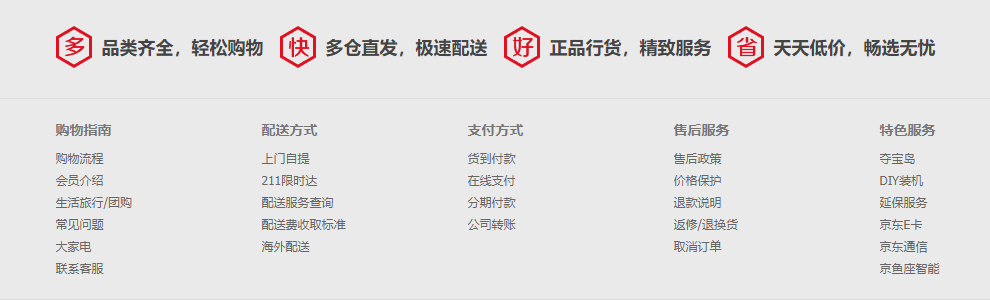 多 品类齐全，轻松购物 快 多仓直发，极速配送 好 正品行货，精致服务 省 天天低价，畅选无忧
购物指南 配送方式 支付方式 售后服务 特色服务
购物流程 上门自提 货到付款 售后政策 夺宝岛
会员介绍 211限时达 在线支付 价格保护 DIY装机
生活旅行/团购 配送服务查询 分期付款 退款说明 延保服务
常见问题 配送费收取标准 公司转账 返修/退换货 京东E卡
大家电 海外配送 取消订单 京东通信
联系客服 京鱼座智能